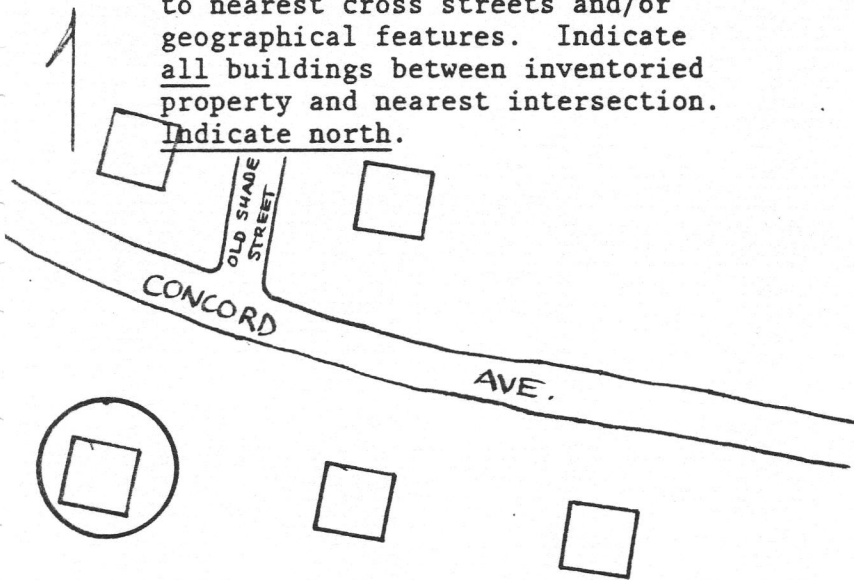 to nearest cross streets and/or
geographical features. Indicate
all buildings between inventoried
property and nearest intersection.
Indicate north.
OLD SHADE
STREET
CONCORD
AVE.